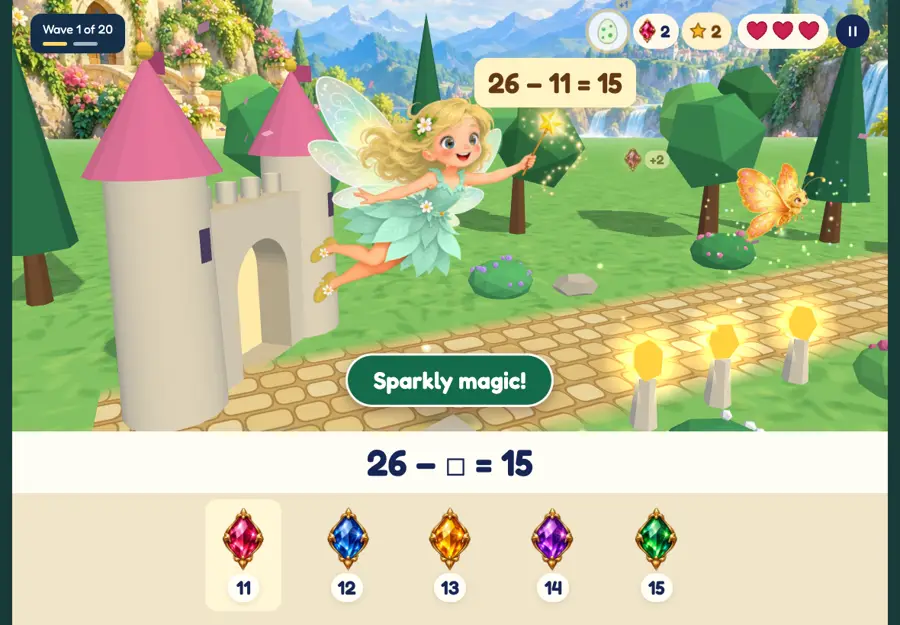 Wave 1 of 20
+1
2
2
26 – 11 = 15
+2
Sparkly magic!
26 – □ = 15
11
12
13
14
15